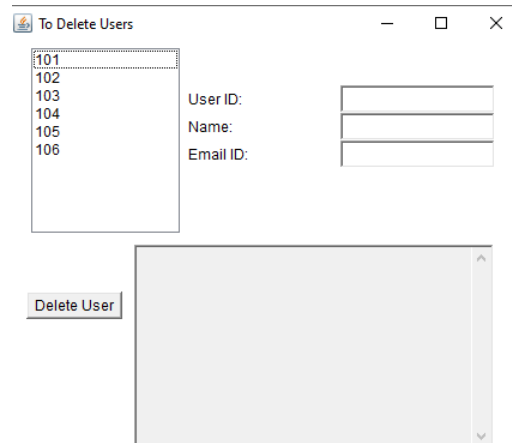 To Delete Users
101
102
103
104
105
106
User ID:
Name:
Email ID:
Delete User